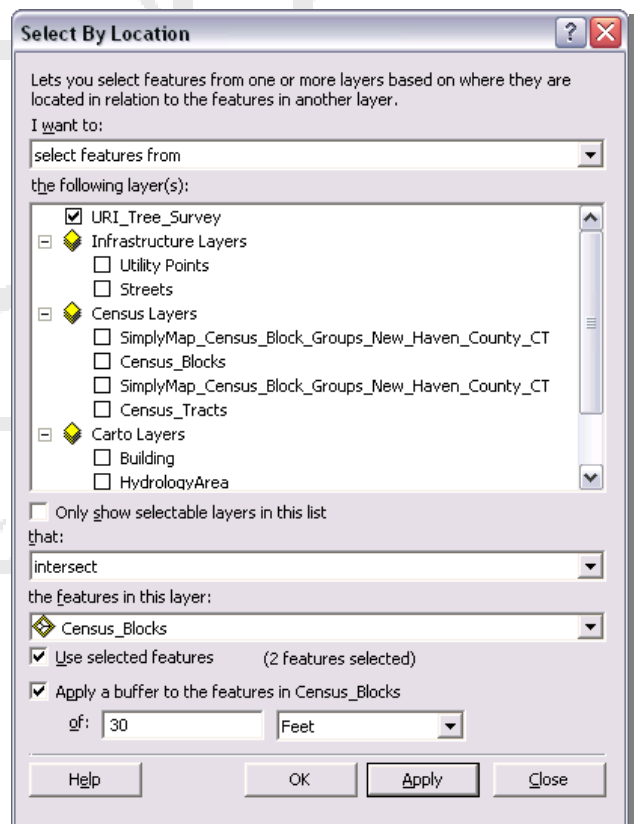 Select By Location
Lets you select features from one or more layers based on where they are
located in relation to the features in another layer.
I want to:
select features from
the following layer(s):
URI_Tree_Survey
Infrastructure Layers
Utility Points
Streets
Census Layers
SimplyMap_Census_Block_Groups_New_Haven_County_CT
Census_Blocks
SimplyMap_Census_Block_Groups_New_Haven_County_CT
Census_Tracts
Carto Layers
Building
HydrologyArea
Only show selectable layers in this list
that:
intersect
the features in this layer:
Census_Blocks
Use selected features (2 features selected)
Apply a buffer to the features in Census_Blocks
of: 30 Feet
Help OK Apply Close